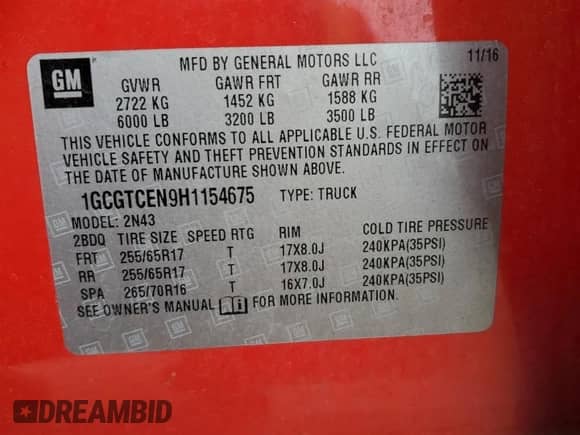 GM
MFD BY GENERAL MOTORS LLC 11/16
GVWR GAWR FRT GAWR RR
2722 KG 1452 KG 1588 KG
6000 LB 3200 LB 3500 LB
THIS VEHICLE CONFORMS TO ALL APPLICABLE U.S. FEDERAL MOTOR
VEHICLE SAFETY AND THEFT PREVENTION STANDARDS IN EFFECT ON
THE DATE OF MANUFACTURE SHOWN ABOVE.
1GCGTCEN9H1154675 TYPE: TRUCK
MODEL: 2N43
2BDQ TIRE SIZE SPEED RTG RIM COLD TIRE PRESSURE
FRT 255/65R17 T 17X8.0J 240KPA(35PSI)
RR 255/65R17 T 17X8.0J 240KPA(35PSI)
SPA 265/70R16 T 16X7.0J 240KPA(35PSI)
SEE OWNER'S MANUAL FOR MORE INFORMATION.
DREAMBID